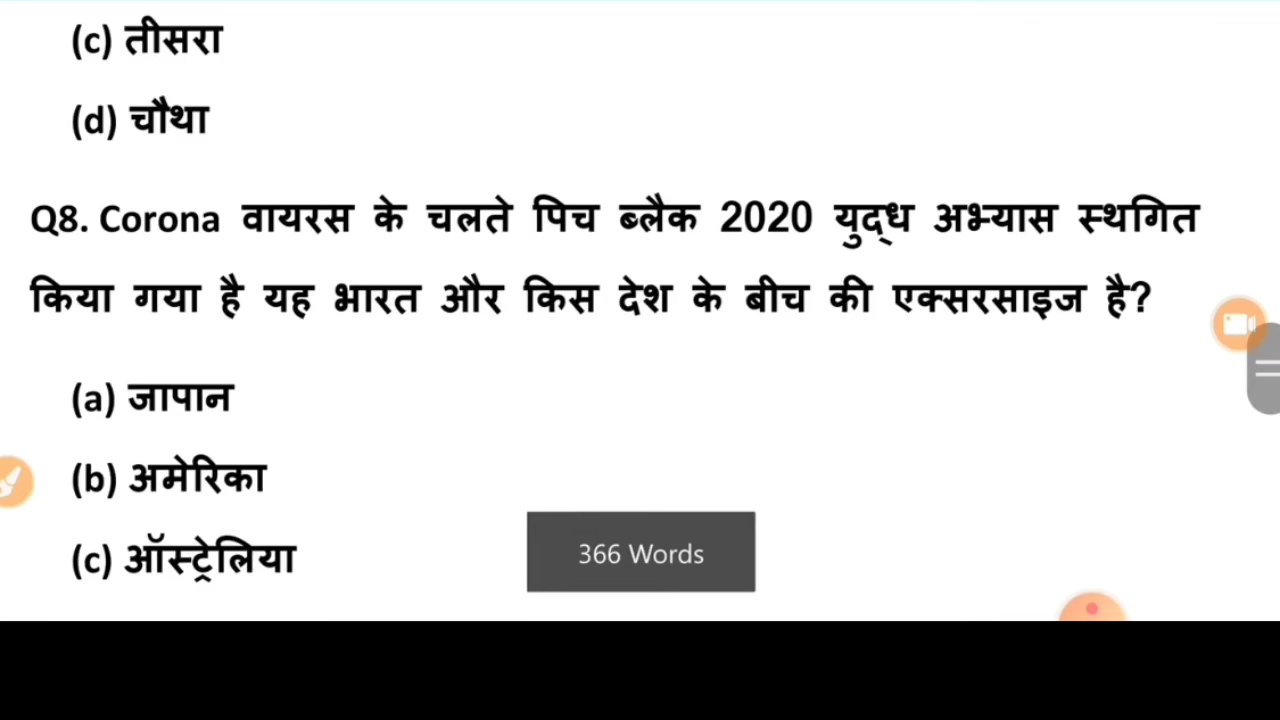 (c) तीसरा
(d) चौथा
Q8. Corona वायरस के चलते पिच ब्लैक 2020 युद्ध अभ्यास स्थगित
किया गया है यह भारत और किस देश के बीच की एक्सरसाइज है?
(a) जापान
(b) अमेरिका
(c) ऑस्ट्रेलिया
366 Words